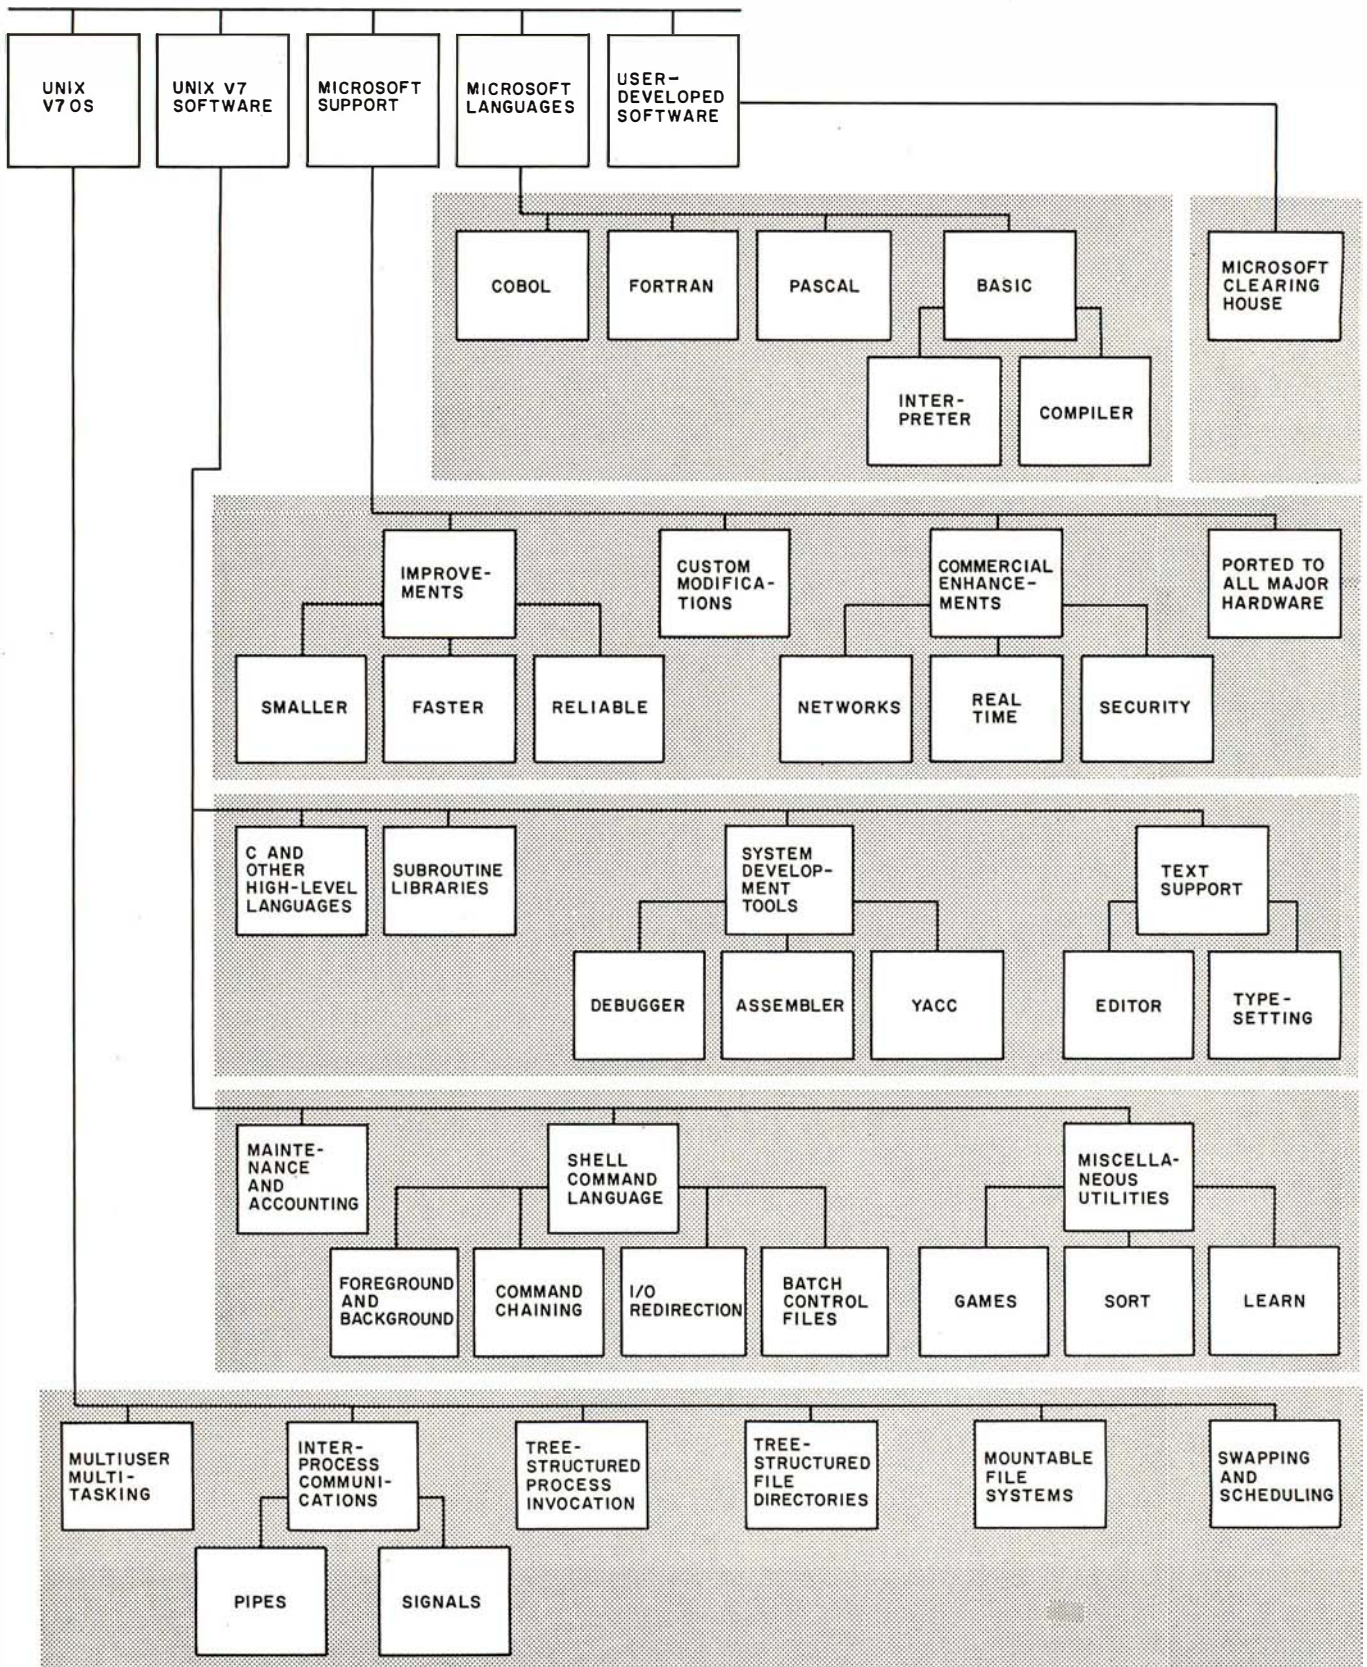 UNIX
V7 OS
UNIX V7
SOFTWARE
MICROSOFT
SUPPORT
MICROSOFT
LANGUAGES
USER-
DEVELOPED
SOFTWARE
COBOL
FORTRAN
PASCAL
BASIC
MICROSOFT
CLEARING
HOUSE
INTER-
PRETER
COMPILER
IMPROVE-
MENTS
CUSTOM
MODIFICA-
TIONS
COMMERCIAL
ENHANCE-
MENTS
PORTED TO
ALL MAJOR
HARDWARE
SMALLER
FASTER
RELIABLE
NETWORKS
REAL
TIME
SECURITY
C AND
OTHER
HIGH-LEVEL
LANGUAGES
SUBROUTINE
LIBRARIES
SYSTEM
DEVELOP-
MENT
TOOLS
TEXT
SUPPORT
DEBUGGER
ASSEMBLER
YACC
EDITOR
TYPE-
SETTING
MAINTE-
NANCE
AND
ACCOUNTING
SHELL
COMMAND
LANGUAGE
MISCELLA-
NEOUS
UTILITIES
FOREGROUND
AND
BACKGROUND
COMMAND
CHAINING
I/O
REDIRECTION
BATCH
CONTROL
FILES
GAMES
SORT
LEARN
MULTIUSER
MULTI-
TASKING
INTER-
PROCESS
COMMUNI-
CATIONS
TREE-
STRUCTURED
PROCESS
INVOCATION
TREE-
STRUCTURED
FILE
DIRECTORIES
MOUNTABLE
FILE
SYSTEMS
SWAPPING
AND
SCHEDULING
PIPES
SIGNALS